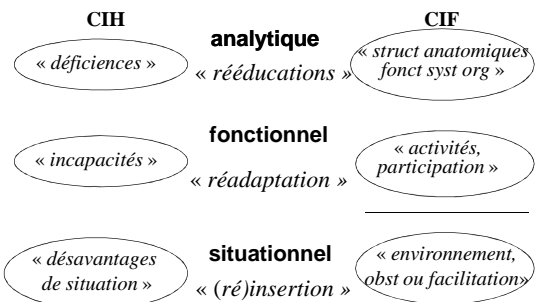 CIH
CIF
analytique
« déficiences »
« rééducations »
« struct anatomiques
fonct syst org »
fonctionnel
« incapacités »
« réadaptation »
« activités,
participation »
situationnel
« désavantages
de situation »
« (ré)insertion »
« environnement,
obst ou facilitation»